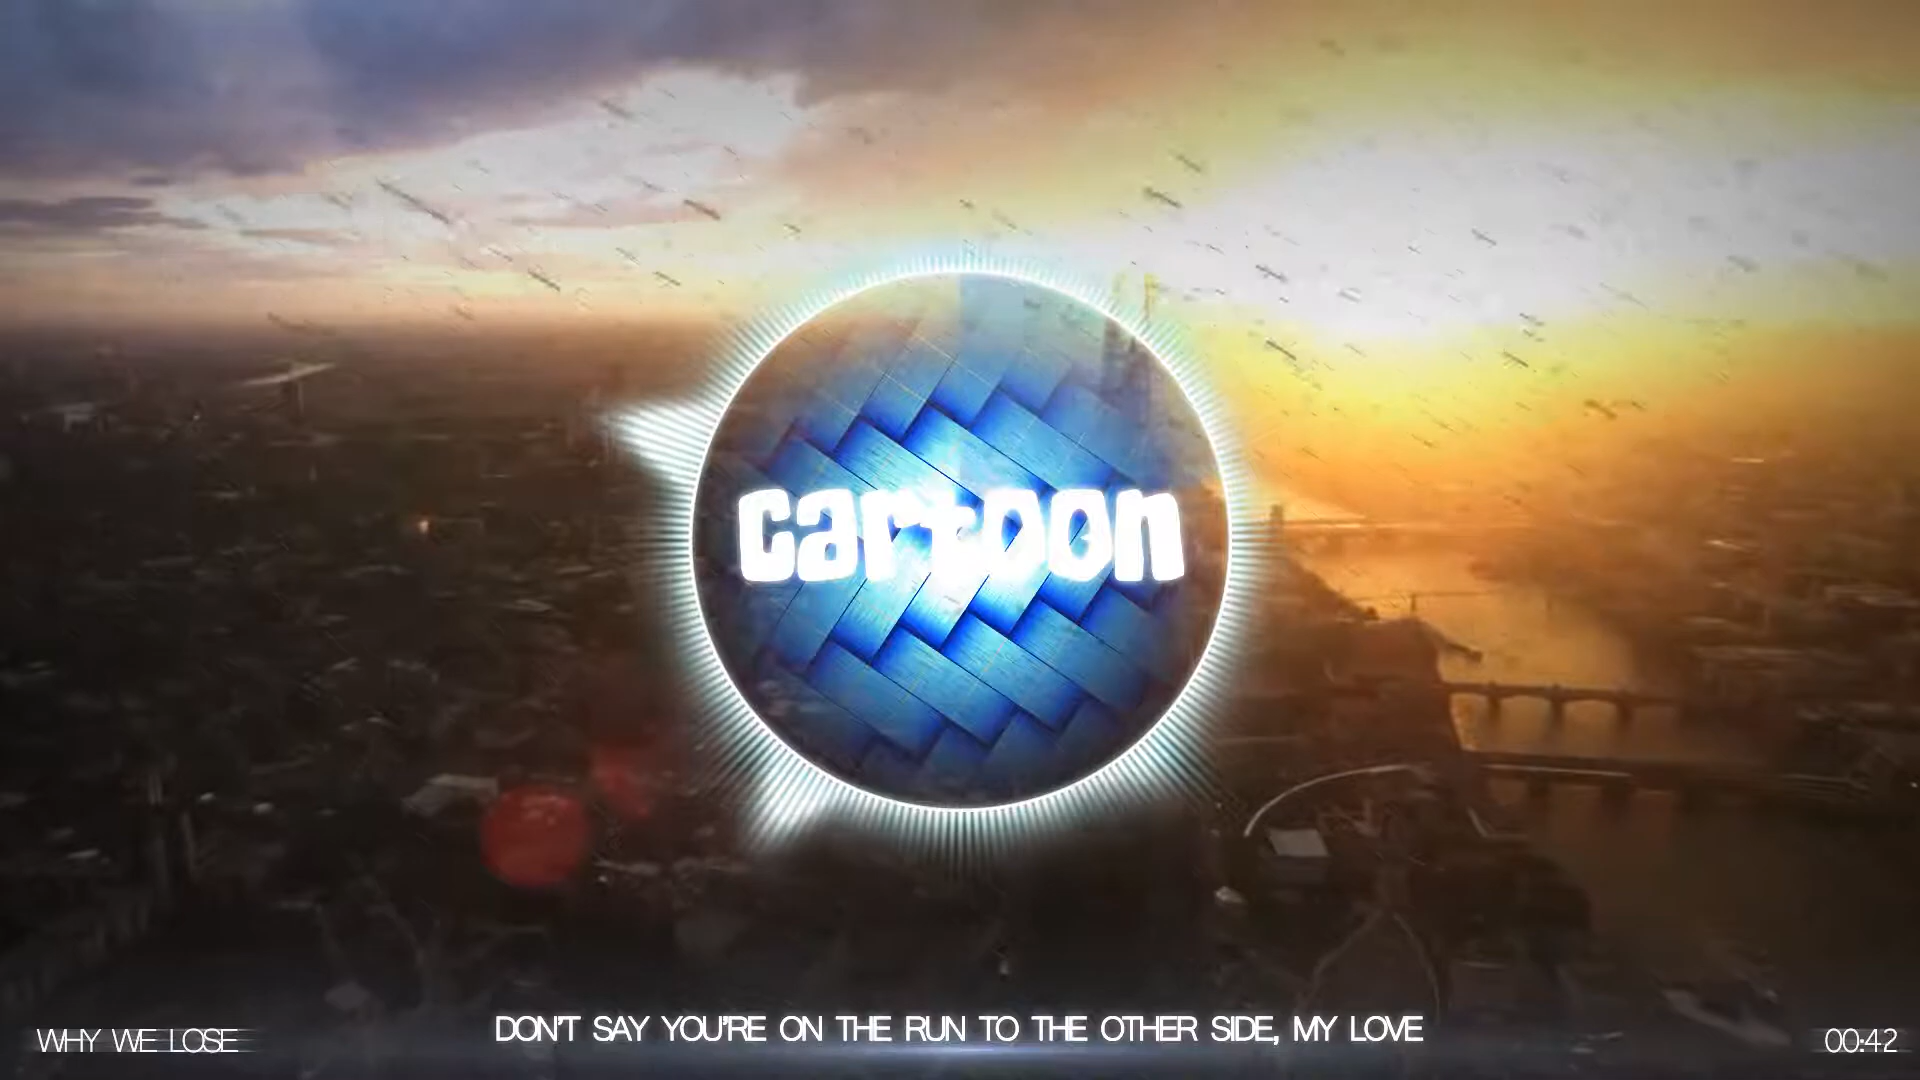 cartoon
WHY WE LOSE
DON'T SAY YOU'RE ON THE RUN TO THE OTHER SIDE, MY LOVE
00:42